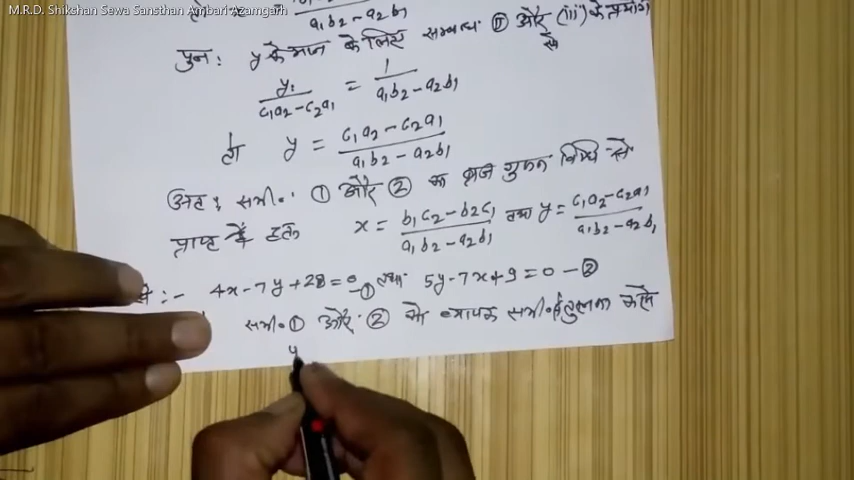 M.R.D. Shikshan Sewa Sansthan Ambari Azamgarh
a₁b₂-a₂b₁
पुनः y के मान के लिए सम्बन्ध ⓘⓘ और (iii) के प्रयोग से
y/(c₁a₂-c₂a₁) = 1/(a₁b₂-a₂b₁)
तो y = (c₁a₂-c₂a₁)/(a₁b₂-a₂b₁)
अतः समी० ① और ② का वज्र गुणन विधि से
प्राप्त हल x = (b₁c₂-b₂c₁)/(a₁b₂-a₂b₁) तथा y = (c₁a₂-c₂a₁)/(a₁b₂-a₂b₁)
:- 4x-7y+28=0 -① तथा 5y-7x+9=0 -②
समी० ① और ② को व्यापक समी० तुलना करने